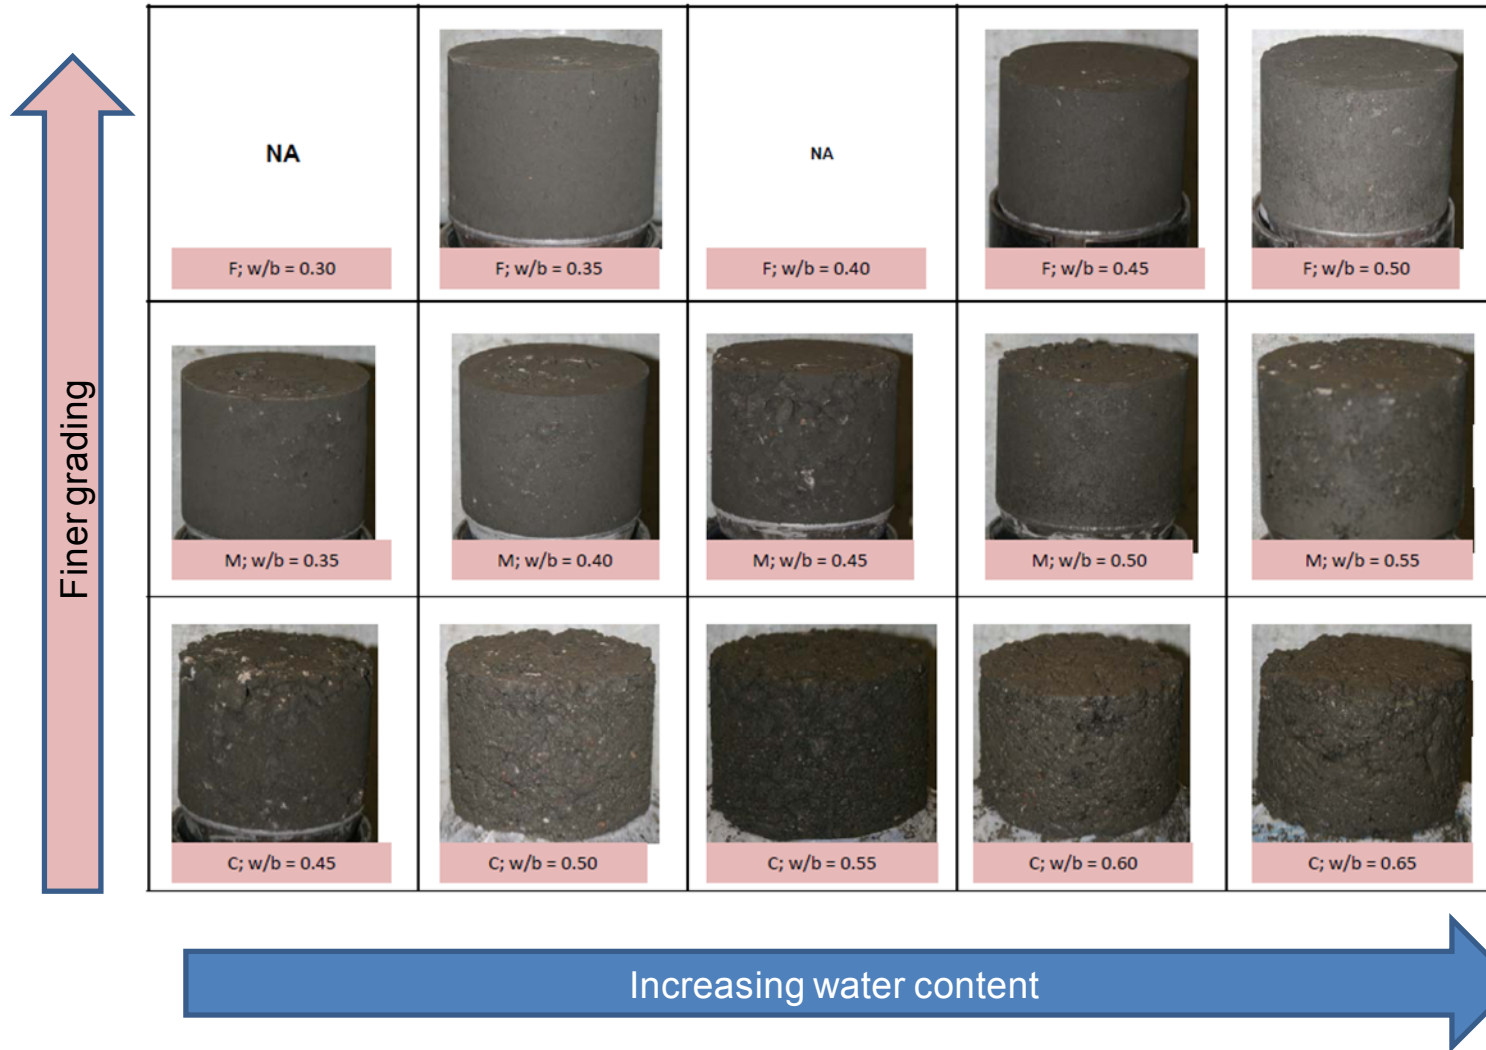 NA
NA
F; w/b = 0.30
F; w/b = 0.35
F; w/b = 0.40
F; w/b = 0.45
F; w/b = 0.50
Finer grading
M; w/b = 0.35
M; w/b = 0.40
M; w/b = 0.45
M; w/b = 0.50
M; w/b = 0.55
C; w/b = 0.45
C; w/b = 0.50
C; w/b = 0.55
C; w/b = 0.60
C; w/b = 0.65
Increasing water content